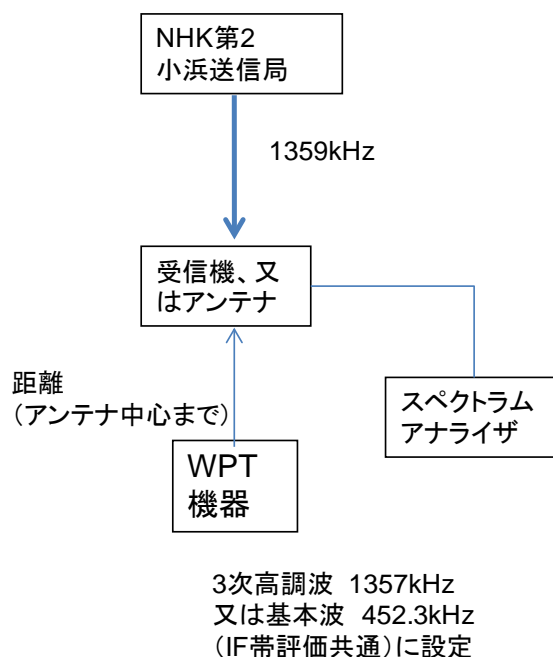 NHK第2
小浜送信局
1359kHz
受信機、又
はアンテナ
距離
（アンテナ中心まで）
スペクトラム
アナライザ
WPT
機器
3次高調波 1357kHz
又は基本波 452.3kHz
（IF帯評価共通）に設定